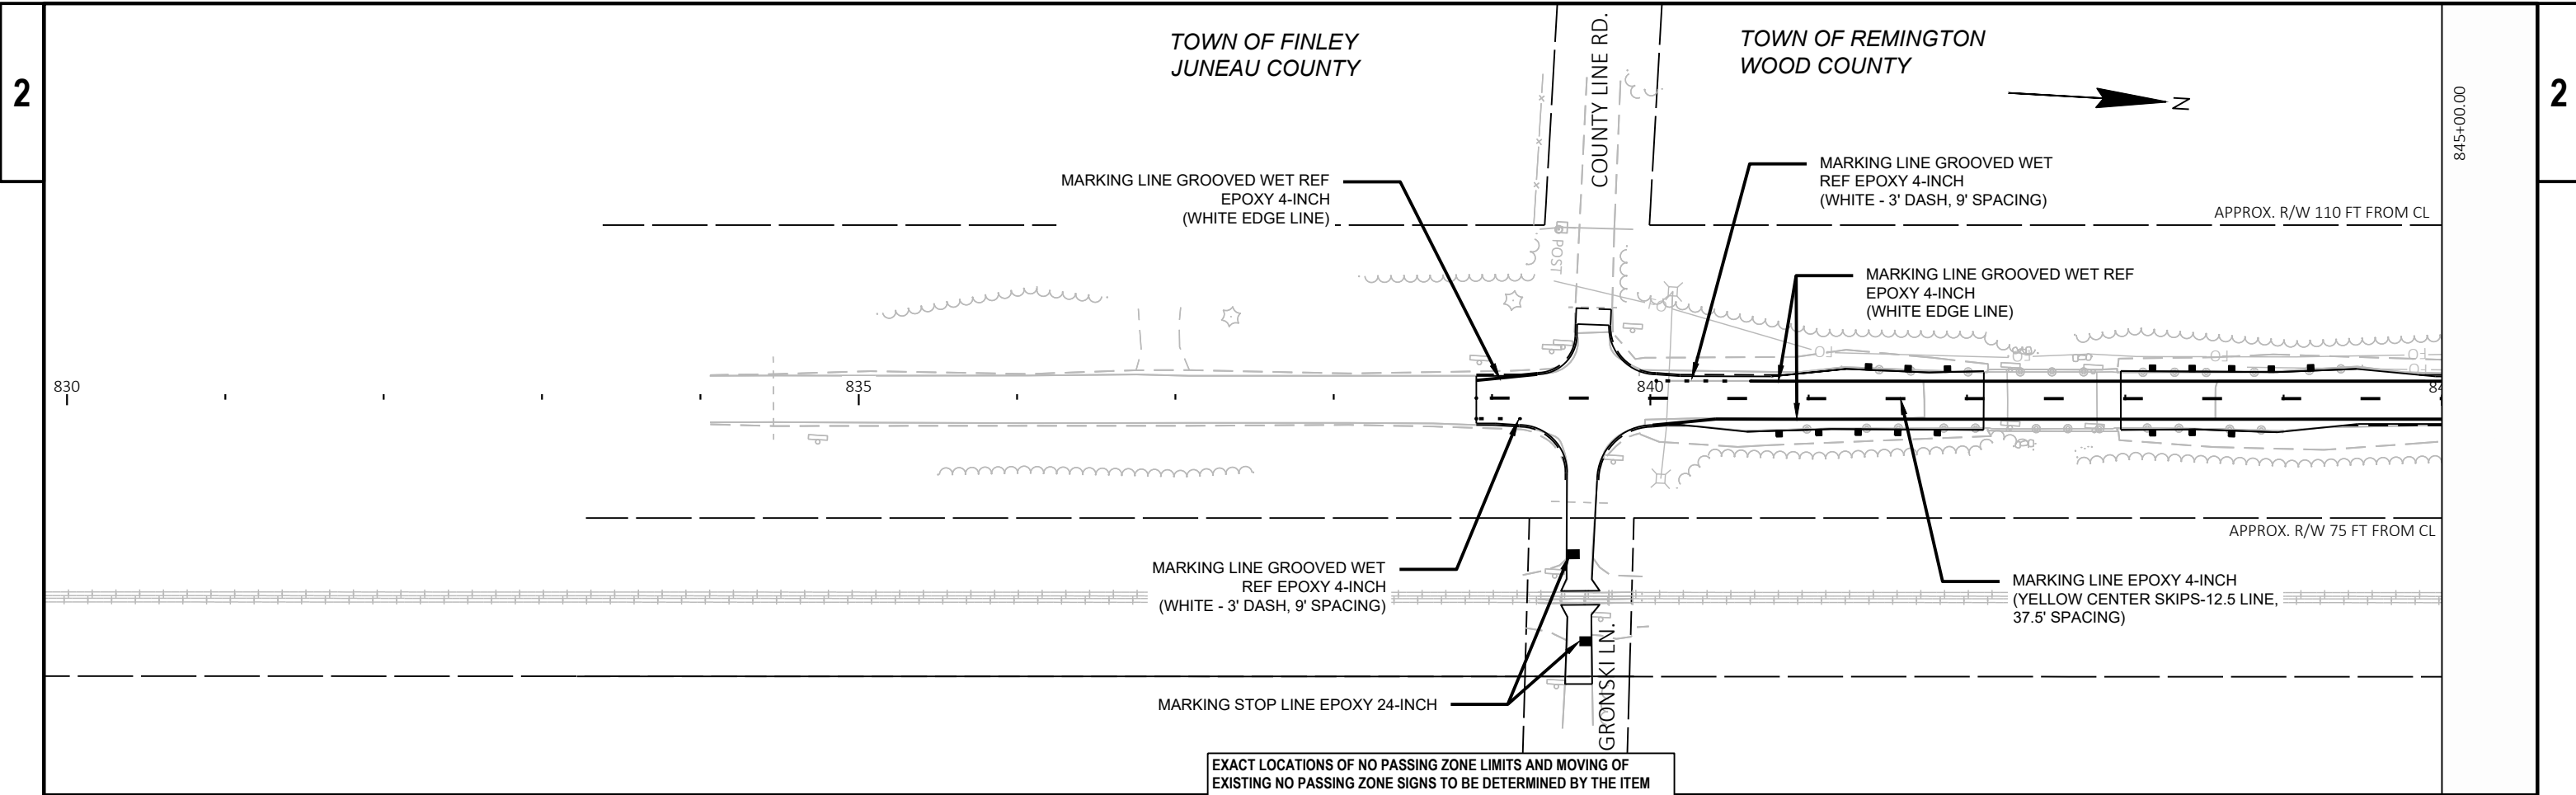 2
TOWN OF FINLEY
JUNEAU COUNTY
COUNTY LINE RD.
TOWN OF REMINGTON
WOOD COUNTY
N
2
845+00.00
MARKING LINE GROOVED WET REF
EPOXY 4-INCH
(WHITE EDGE LINE)
MARKING LINE GROOVED WET
REF EPOXY 4-INCH
(WHITE - 3' DASH, 9' SPACING)
APPROX. R/W 110 FT FROM CL
POST
MARKING LINE GROOVED WET REF
EPOXY 4-INCH
(WHITE EDGE LINE)
FO
FO
FO
FO
FO
830
835
840
84
APPROX. R/W 75 FT FROM CL
MARKING LINE GROOVED WET
REF EPOXY 4-INCH
(WHITE - 3' DASH, 9' SPACING)
MARKING LINE EPOXY 4-INCH
(YELLOW CENTER SKIPS-12.5 LINE,
37.5' SPACING)
GRONSKI LN.
MARKING STOP LINE EPOXY 24-INCH
EXACT LOCATIONS OF NO PASSING ZONE LIMITS AND MOVING OF
EXISTING NO PASSING ZONE SIGNS TO BE DETERMINED BY THE ITEM